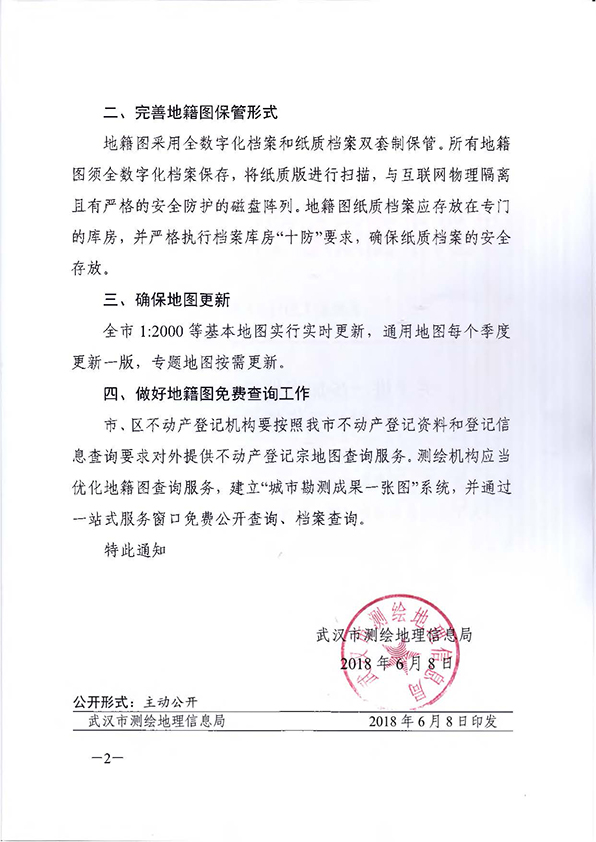 二、完善地籍图保管形式
地籍图采用全数字化档案和纸质档案双套制保管。所有地籍
图须全数字化档案保存，将纸质版进行扫描，与互联网物理隔离
且有严格的安全防护的磁盘阵列。地籍图纸质档案应存放在专门
的库房，并严格执行档案库房“十防”要求，确保纸质档案的安全
存放。
三、确保地图更新
全市 1:2000 等基本地图实行实时更新，通用地图每个季度
更新一版，专题地图按需更新。
四、做好地籍图免费查询工作
市、区不动产登记机构要按照我市不动产登记资料和登记信
息查询要求对外提供不动产登记宗地图查询服务。测绘机构应当
优化地籍图查询服务，建立“城市勘测成果一张图”系统，并通过
一站式服务窗口免费公开查询、档案查询。
特此通知
武汉市测绘地理信息局
武汉市测绘地理信息局
2018 年 6 月 8 日
公开形式：主动公开
武汉市测绘地理信息局 2018 年 6 月 8 日印发
—2—